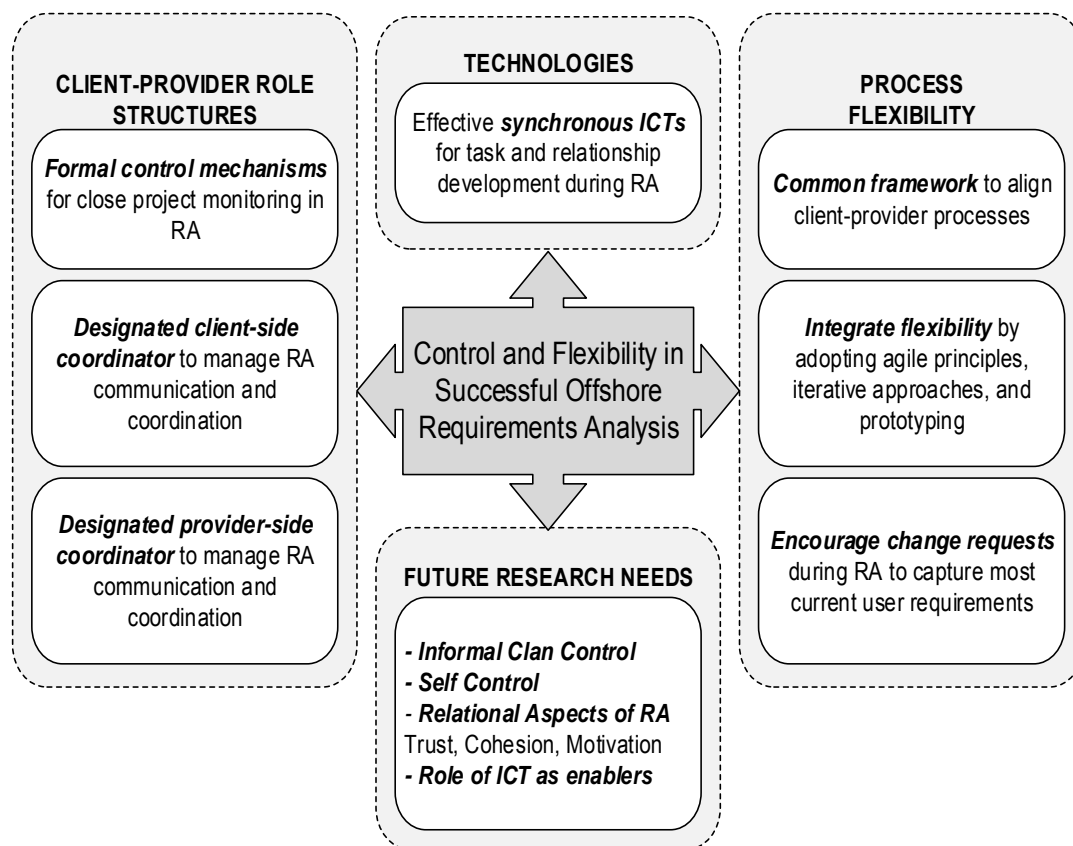 CLIENT-PROVIDER ROLE
STRUCTURES
Formal control mechanisms
for close project monitoring in
RA
Designated client-side
coordinator to manage RA
communication and
coordination
Designated provider-side
coordinator to manage RA
communication and
coordination
TECHNOLOGIES
Effective synchronous ICTs
for task and relationship
development during RA
Control and Flexibility in
Successful Offshore
Requirements Analysis
FUTURE RESEARCH NEEDS
- Informal Clan Control
- Self Control
- Relational Aspects of RA
Trust, Cohesion, Motivation
- Role of ICT as enablers
PROCESS
FLEXIBILITY
Common framework to align
client-provider processes
Integrate flexibility by
adopting agile principles,
iterative approaches, and
prototyping
Encourage change requests
during RA to capture most
current user requirements